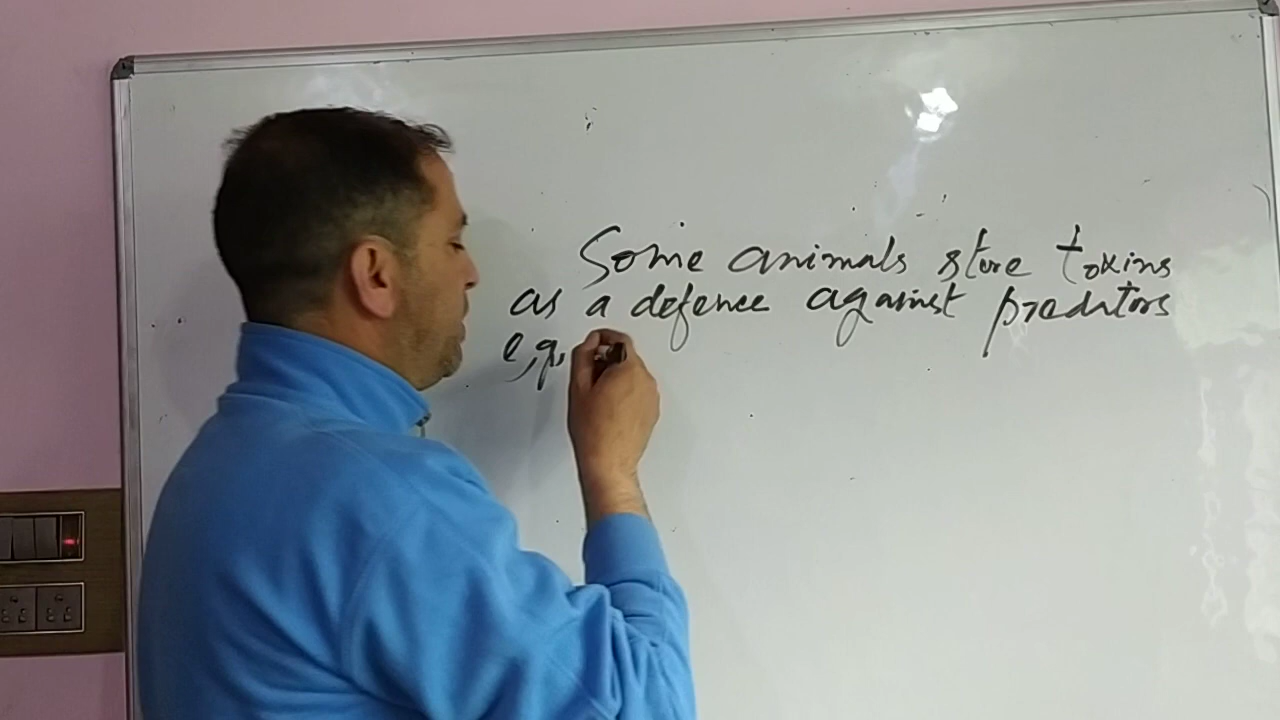 Some animals store toxins
as a defence against predators
e,g,